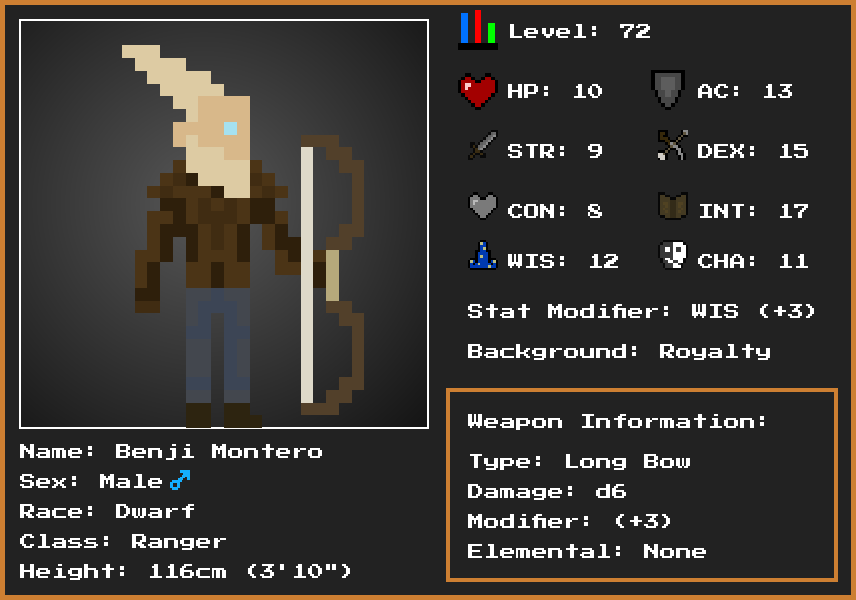 Level: 72
HP: 10 AC: 13
STR: 9 DEX: 15
CON: 8 INT: 17
WIS: 12 CHA: 11
Stat Modifier: WIS (+3)
Background: Royalty
Weapon Information:
Type: Long Bow
Damage: d6
Modifier: (+3)
Elemental: None
Name: Benji Montero
Sex: Male ♂
Race: Dwarf
Class: Ranger
Height: 116cm (3'10")